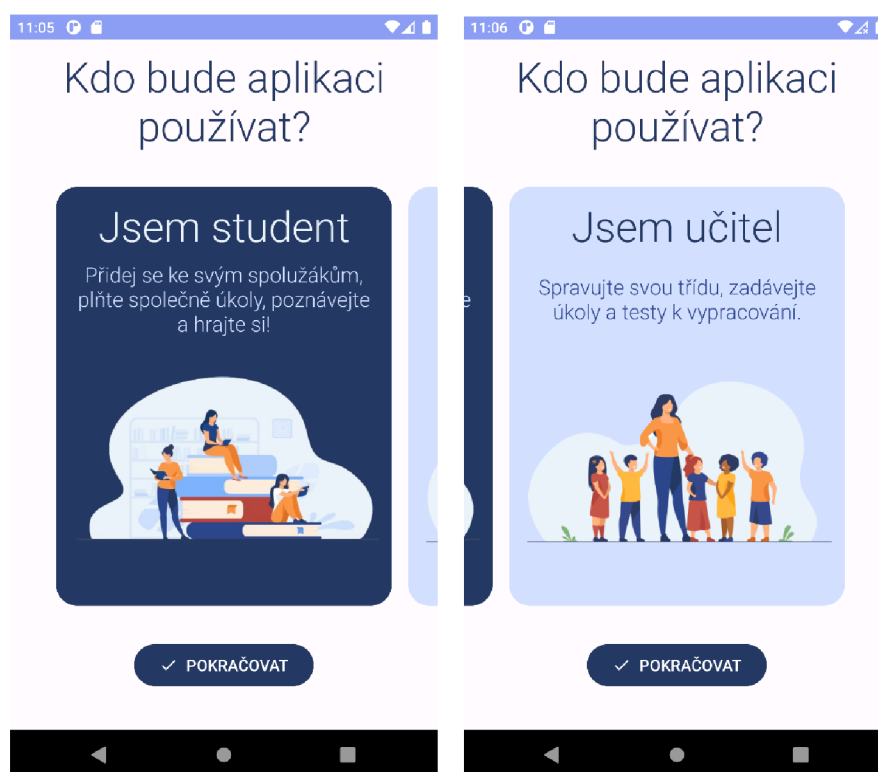 11:05
Kdo bude aplikaci
používat?
Jsem student
Přidej se ke svým spolužákům,
plňte společně úkoly, poznávejte
a hrajte si!
POKRAČOVAT
11:06
Kdo bude aplikaci
používat?
e
Jsem učitel
Spravujte svou třídu, zadávejte
úkoly a testy k vypracování.
POKRAČOVAT